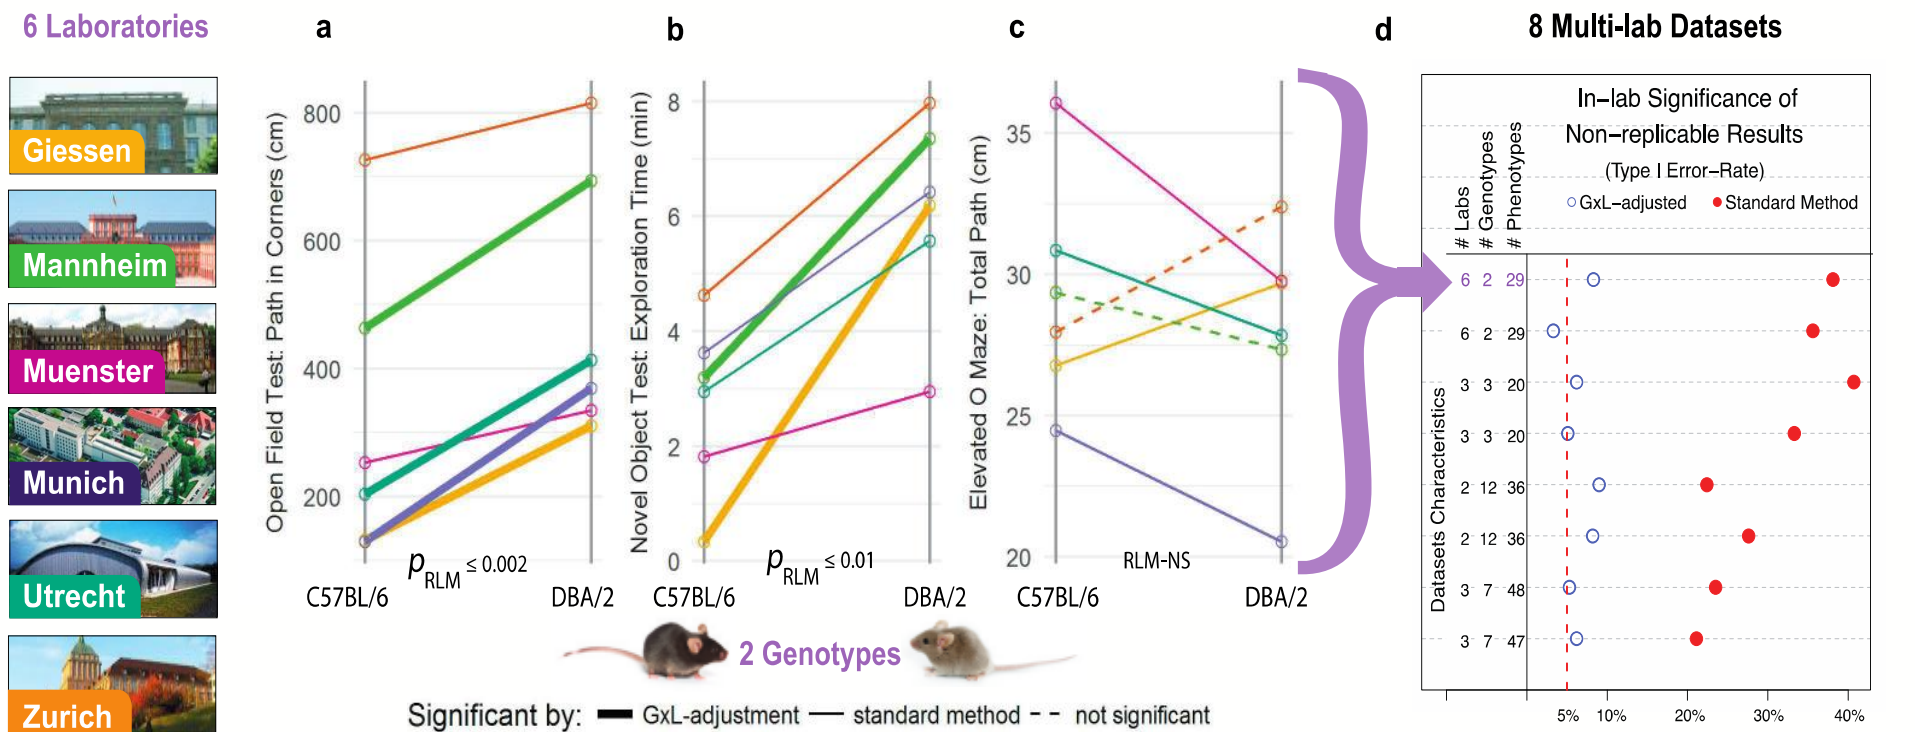 6 Laboratories
Giessen
Mannheim
Muenster
Munich
Utrecht
Zurich
a
Open Field Test: Path in Corners (cm)
800
600
400
200
pRLM ≤ 0.002
C57BL/6
DBA/2
b
Novel Object Test: Exploration Time (min)
8
6
4
2
0
pRLM ≤ 0.01
C57BL/6
DBA/2
c
Elevated O Maze: Total Path (cm)
35
30
25
20
RLM-NS
C57BL/6
DBA/2
2 Genotypes
Significant by: GxL-adjustment standard method not significant
d
8 Multi-lab Datasets
In-lab Significance of
Non-replicable Results
(Type I Error-Rate)
GxL-adjusted Standard Method
# Labs
# Genotypes
# Phenotypes
Datasets Characteristics
6 2 29
6 2 29
3 3 20
3 3 20
2 12 36
2 12 36
3 7 48
3 7 47
5% 10% 20% 30% 40%